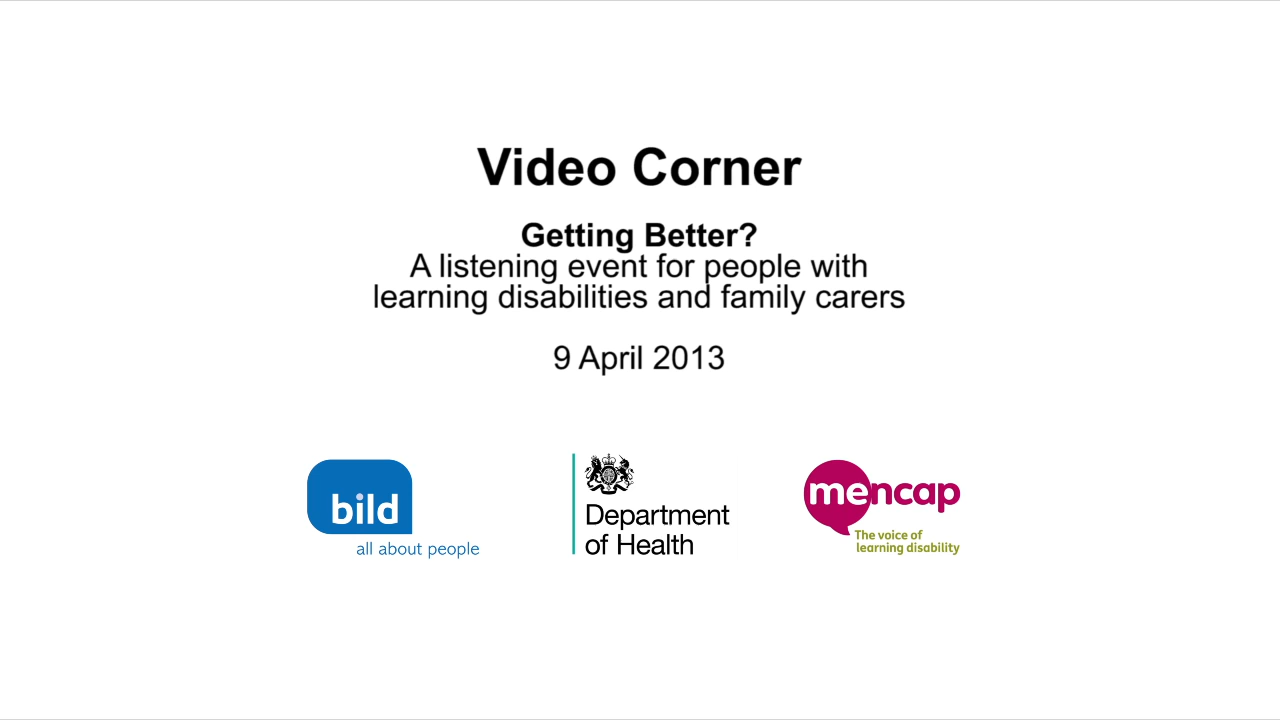 Video Corner
Getting Better?
A listening event for people with
learning disabilities and family carers
9 April 2013
bild
all about people
Department
of Health
mencap
The voice of
learning disability